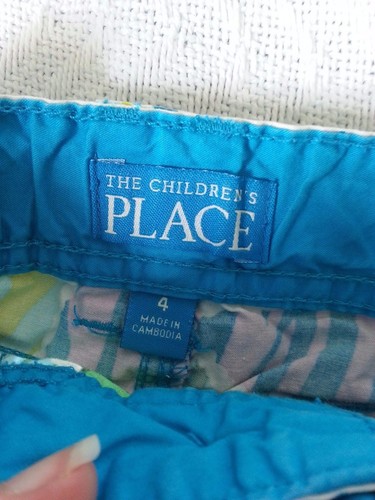 THE CHILDREN'S
PLACE
4
MADE IN
CAMBODIA